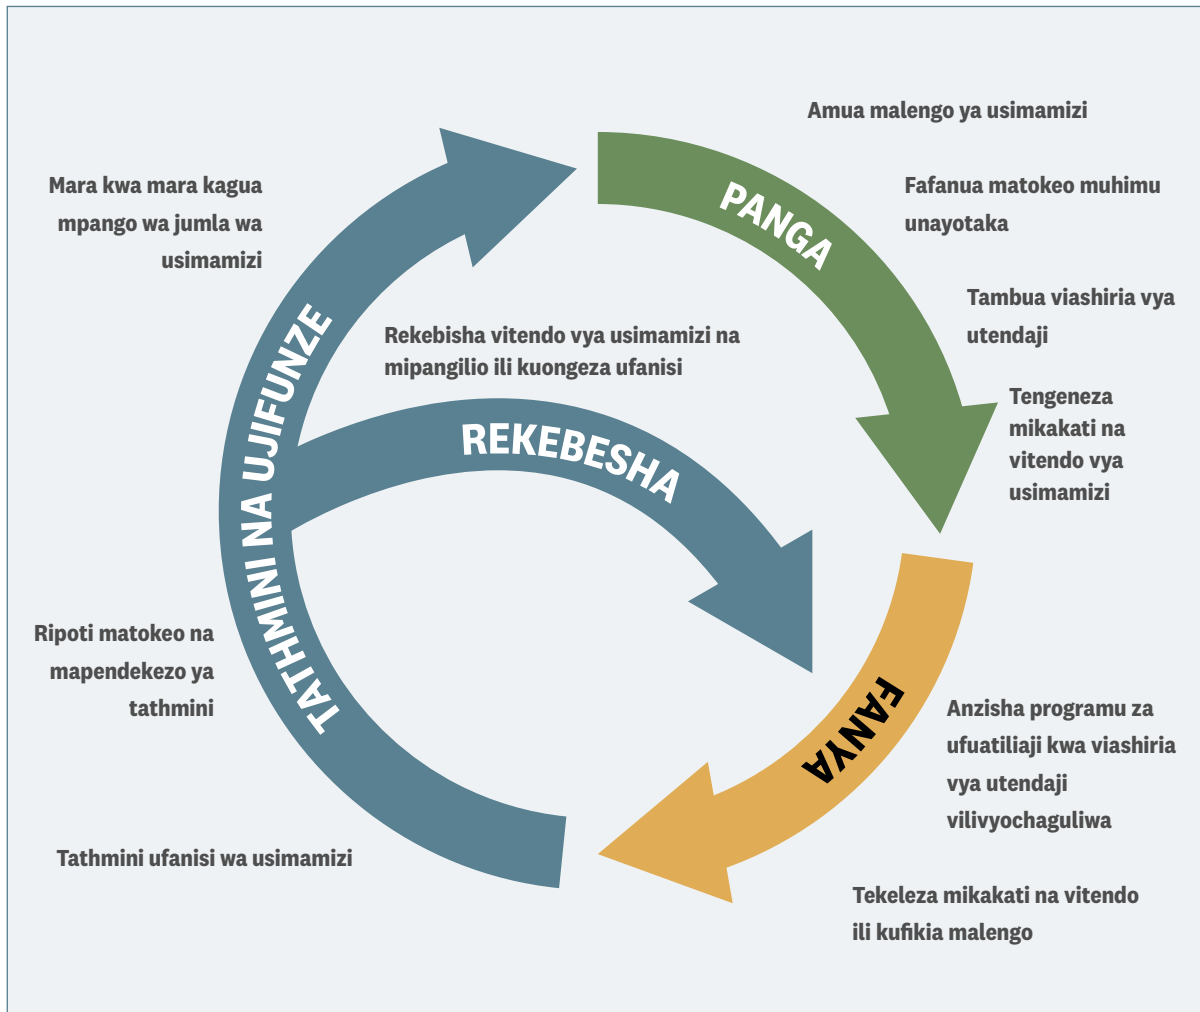 Amua malengo ya usimamizi
PANGA
Fafanua matokeo muhimu
unayotaka
Tambua viashiria vya
utendaji
Tengeneza
mikakati na
vitendo vya
usimamizi
FANYA
Anzisha programu za
ufuatiliaji kwa viashiria
vya utendaji
vilivyochaguliwa
Tekeleza mikakati na vitendo
ili kufikia malengo
Tathmini ufanisi wa usimamizi
Ripoti matokeo na
mapendekezo ya
tathmini
TATHMINI NA UJIFUNZE
Mara kwa mara kagua
mpango wa jumla wa
usimamizi
Rekebisha vitendo vya usimamizi na
mipangilio ili kuongeza ufanisi
REKEBESHA